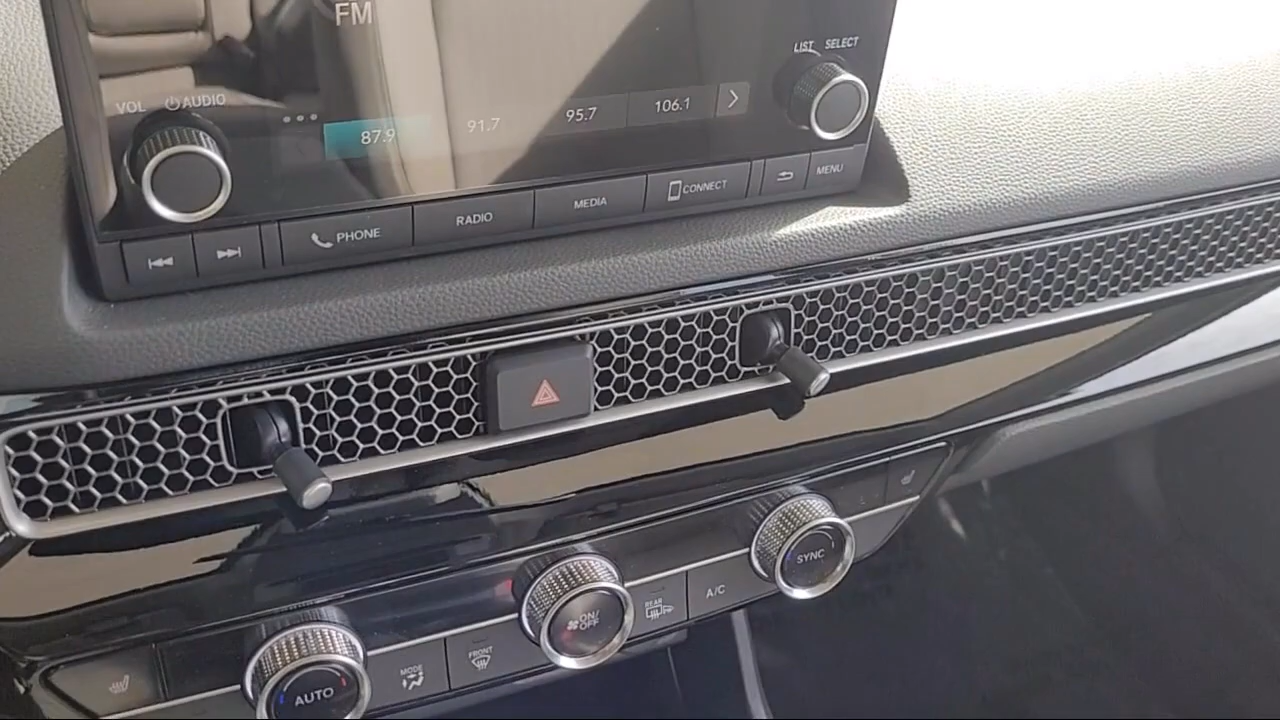 FM
LIST SELECT
VOL AUDIO
87.9 91.7 95.7 106.1
PHONE RADIO MEDIA CONNECT MENU
SYNC
ON/
OFF
REAR
A/C
AUTO
MODE
FRONT